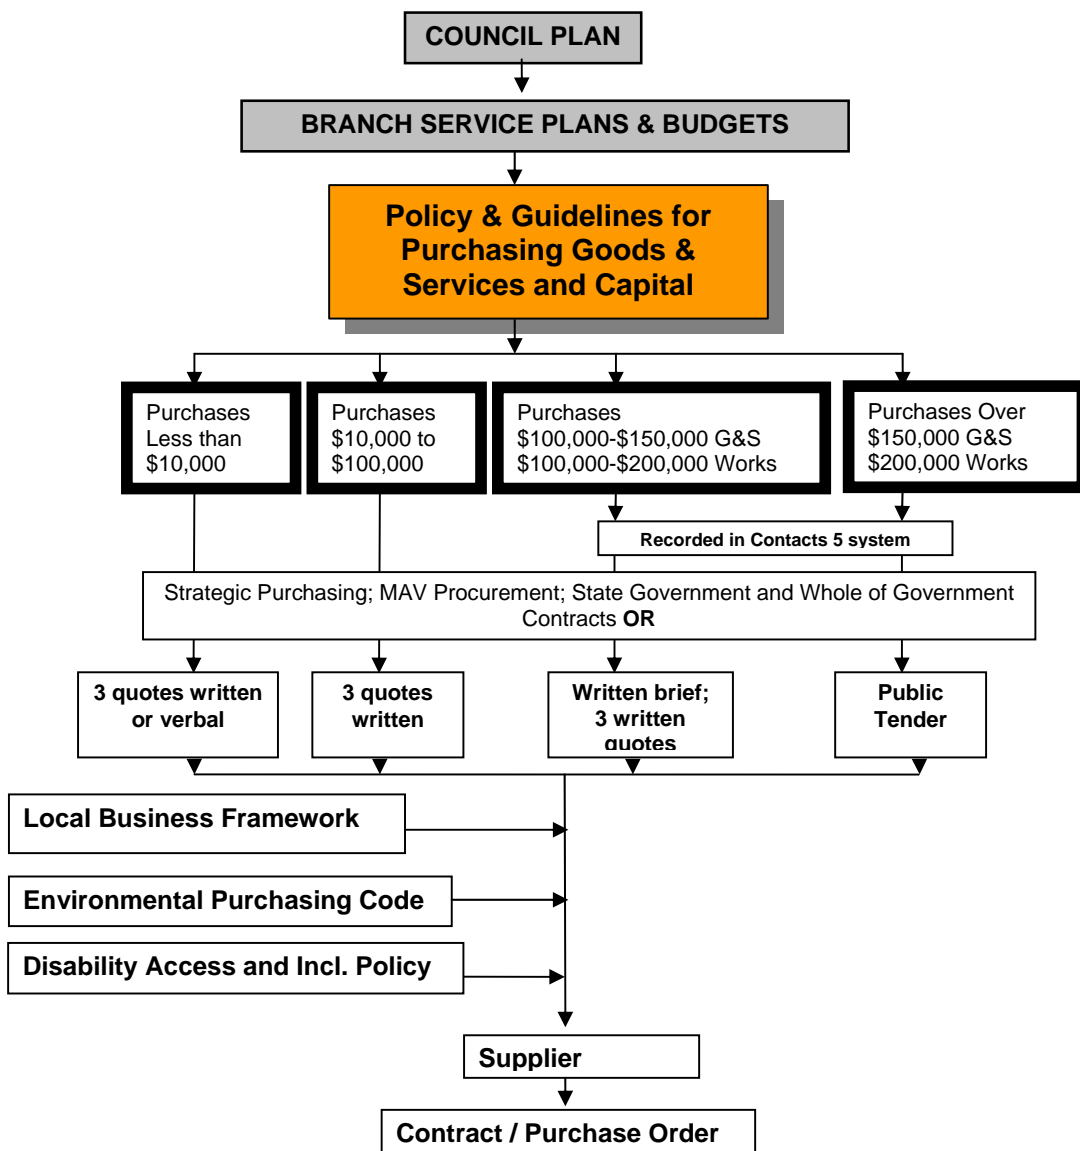 COUNCIL PLAN
BRANCH SERVICE PLANS & BUDGETS
Policy & Guidelines for
Purchasing Goods &
Services and Capital
Purchases
Less than
$10,000
Purchases
$10,000 to
$100,000
Purchases
$100,000-$150,000 G&S
$100,000-$200,000 Works
Purchases Over
$150,000 G&S
$200,000 Works
Recorded in Contacts 5 system
Strategic Purchasing; MAV Procurement; State Government and Whole of Government
Contracts OR
3 quotes written
or verbal
3 quotes
written
Written brief;
3 written
quotes
Public
Tender
Local Business Framework
Environmental Purchasing Code
Disability Access and Incl. Policy
Supplier
Contract / Purchase Order